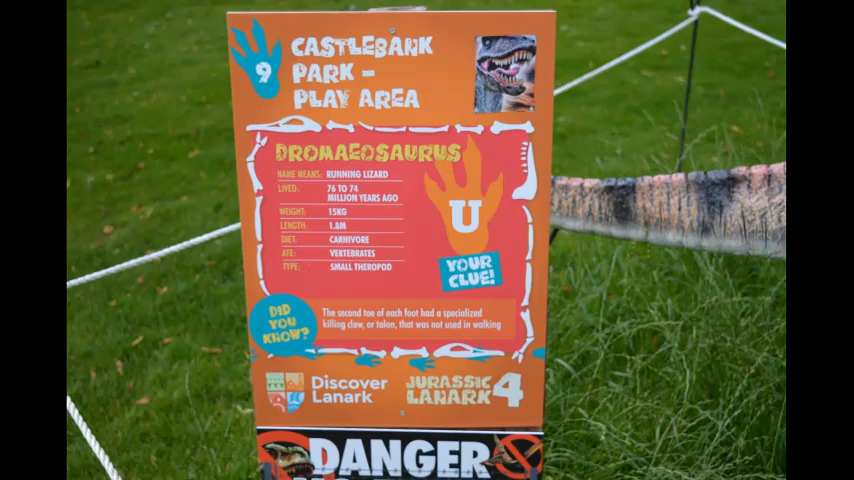 9
CASTLEBANK
PARK -
PLAY AREA
DROMAEOSAURUS
NAME MEANS: RUNNING LIZARD
LIVED: 76 TO 74
MILLION YEARS AGO
WEIGHT: 15KG
LENGTH: 1.8M
DIET: CARNIVORE
ATE: VERTEBRATES
TYPE: SMALL THEROPOD
U
YOUR
CLUE!
DID
YOU
KNOW?
The second toe of each foot had a specialized
killing claw, or talon, that was not used in walking
Discover
Lanark
JURASSIC
LANARK 4
DANGER